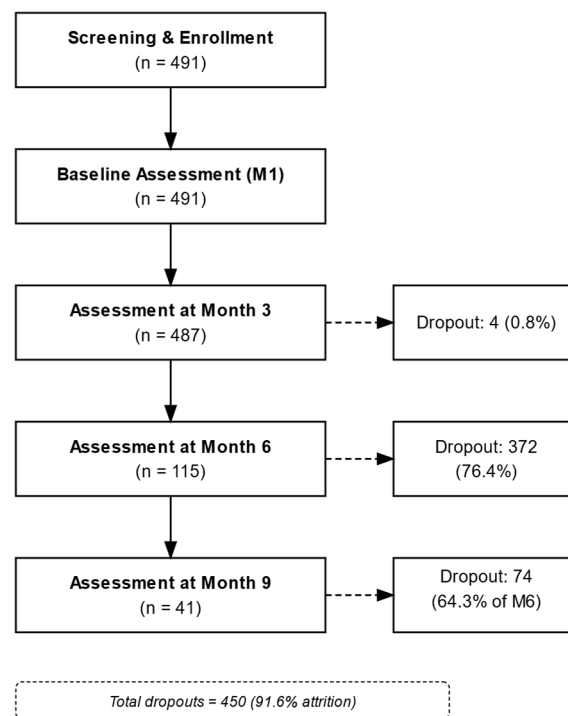 Screening & Enrollment
(n = 491)
Baseline Assessment (M1)
(n = 491)
Assessment at Month 3
(n = 487)
Dropout: 4 (0.8%)
Assessment at Month 6
(n = 115)
Dropout: 372
(76.4%)
Assessment at Month 9
(n = 41)
Dropout: 74
(64.3% of M6)
Total dropouts = 450 (91.6% attrition)